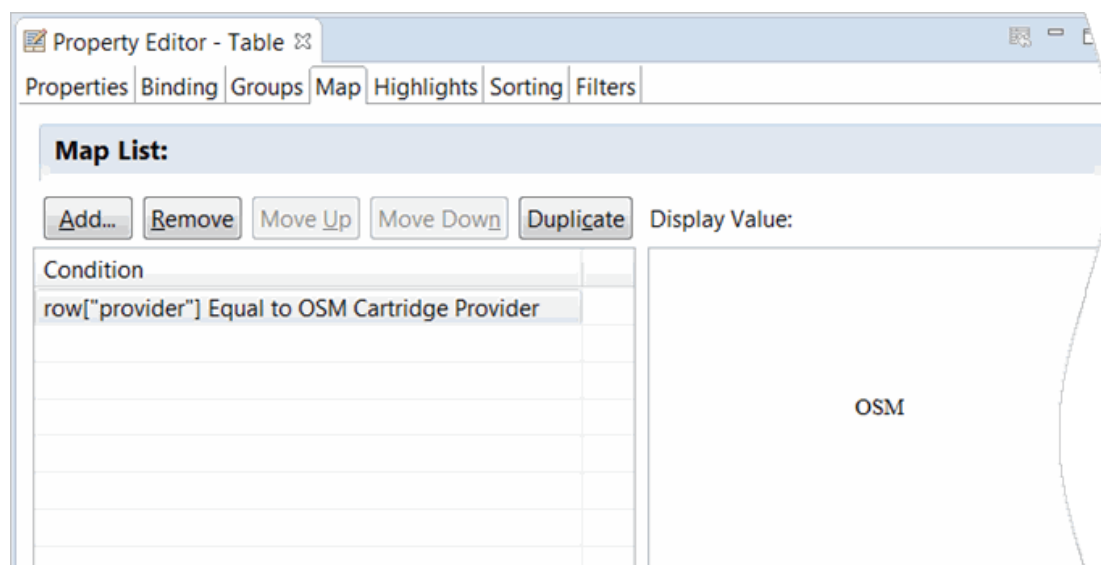 Property Editor - Table
Properties Binding Groups Map Highlights Sorting Filters
Map List:
Add... Remove Move Up Move Down Duplicate Display Value:
Condition
row["provider"] Equal to OSM Cartridge Provider
OSM